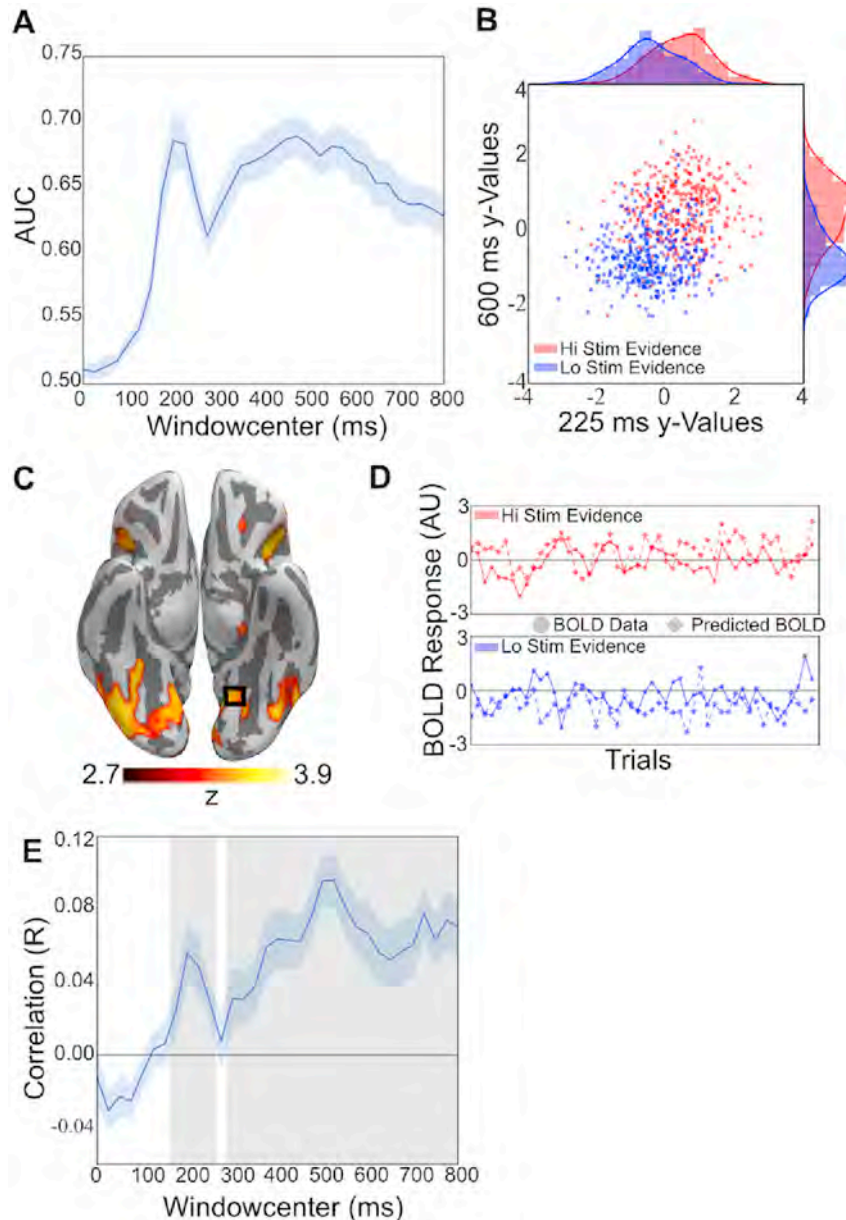 A
0.75
0.70
0.65
0.60
0.55
0.50
AUC
0 100 200 300 400 500 600 700 800
Windowcenter (ms)
B
4
2
0
-2
-4
600 ms y-Values
Hi Stim Evidence
Lo Stim Evidence
-4 -2 0 2 4
225 ms y-Values
C
2.7 3.9
z
D
BOLD Response (AU)
3
Hi Stim Evidence
0
-3
BOLD Data Predicted BOLD
3
Lo Stim Evidence
0
-3
Trials
E
0.12
0.08
0.04
0.00
-0.04
Correlation (R)
0 100 200 300 400 500 600 700 800
Windowcenter (ms)